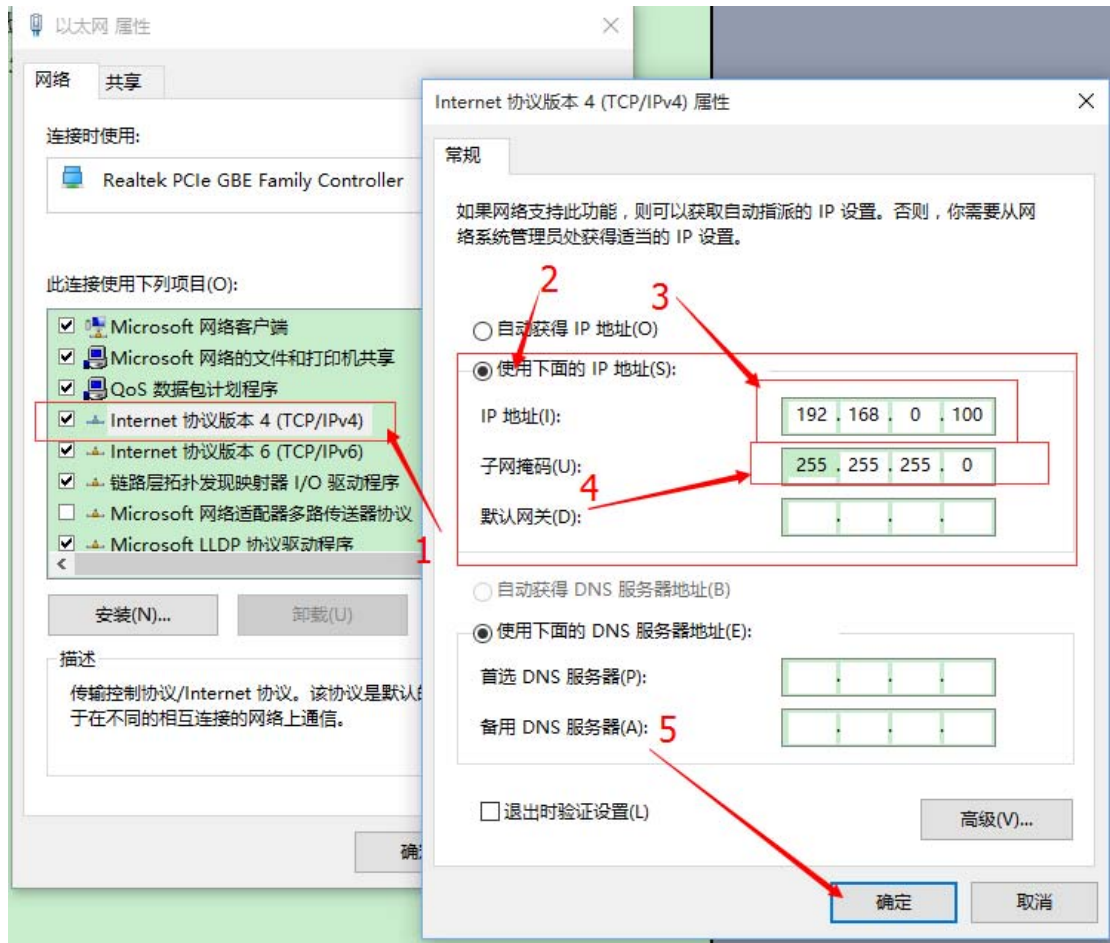 以太网 属性
网络
共享
连接时使用:
Realtek PCIe GBE Family Controller
此连接使用下列项目(O):
Microsoft 网络客户端
Microsoft 网络的文件和打印机共享
QoS 数据包计划程序
Internet 协议版本 4 (TCP/IPv4)
Internet 协议版本 6 (TCP/IPv6)
链路层拓扑发现映射器 I/O 驱动程序
Microsoft 网络适配器多路传送器协议
Microsoft LLDP 协议驱动程序
1
安装(N)...
卸载(U)
描述
传输控制协议/Internet 协议。该协议是默认
于在不同的相互连接的网络上通信。
确
Internet 协议版本 4 (TCP/IPv4) 属性
常规
如果网络支持此功能，则可以获取自动指派的 IP 设置。否则，你需要从网
络系统管理员处获得适当的 IP 设置。
2
3
自动获得 IP 地址(O)
使用下面的 IP 地址(S):
IP 地址(I):
192 . 168 . 0 . 100
子网掩码(U):
255 . 255 . 255 . 0
4
默认网关(D):
. . .
自动获得 DNS 服务器地址(B)
使用下面的 DNS 服务器地址(E):
首选 DNS 服务器(P):
. . .
备用 DNS 服务器(A):
. . .
5
退出时验证设置(L)
高级(V)...
确定
取消